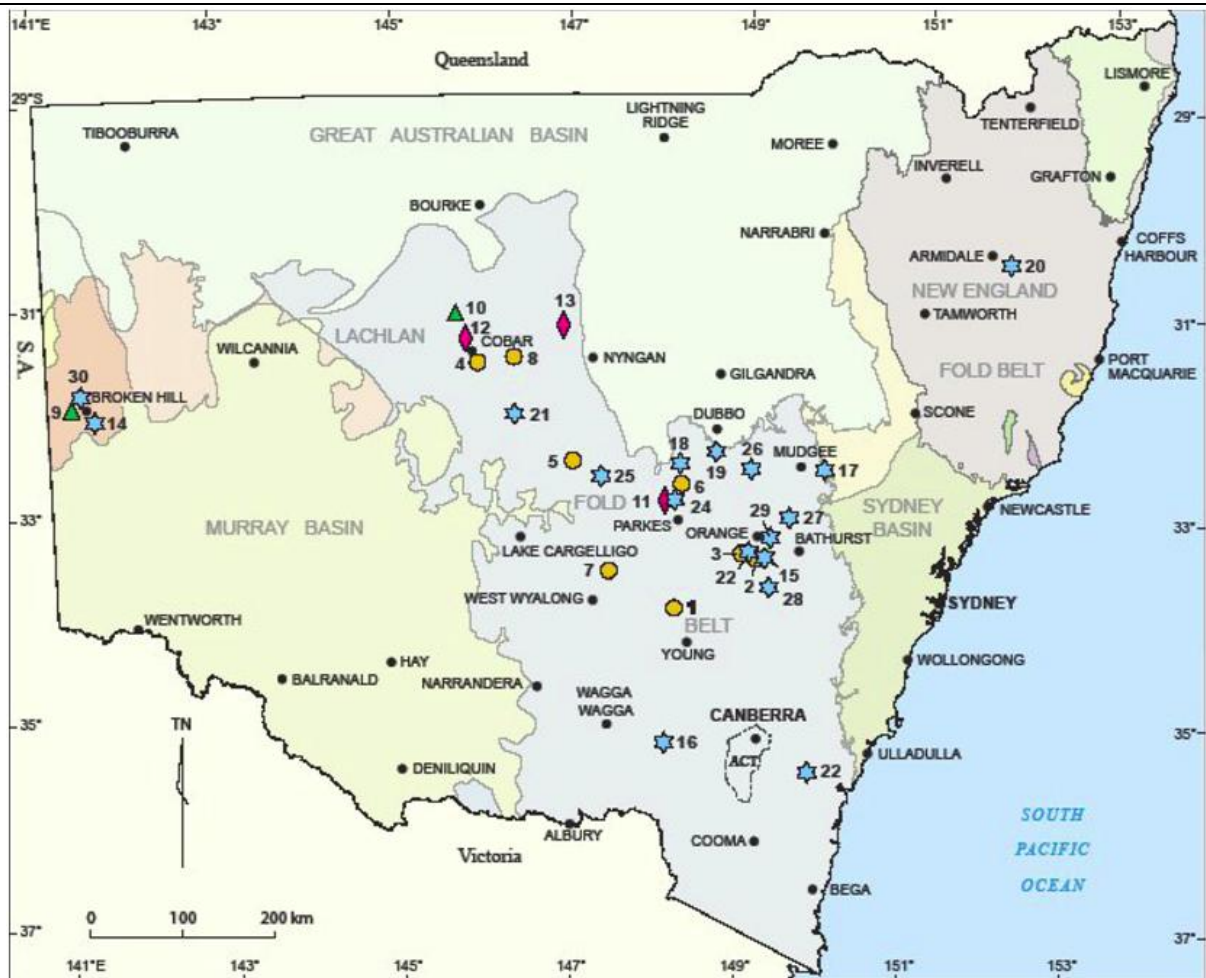 141°E 143° 145° 147° 149° 151° 153°
Queensland
LISMORE
29°S
29°
TIBOOBURRA
GREAT AUSTRALIAN BASIN
LIGHTNING
RIDGE
MOREE
TENTERFIELD
INVERELL
GRAFTON
BOURKE
NARRABRI
ARMIDALE
20
COFFS
HARBOUR
NEW ENGLAND
31°
10
13
TAMWORTH
31°
LACHLAN
12
COBAR
S.A.
WILCANNIA
4
8
NYNGAN
FOLD BELT
PORT
MACQUARIE
GILGANDRA
30
BROKEN HILL
9
14
21
DUBBO
SCONE
18
26
MUDGEE
5
25
19
17
6
FOLD
11
24
29
27
SYDNEY
BASIN
NEWCASTLE
33°
MURRAY BASIN
PARKES
ORANGE
BATHURST
33°
LAKE CARGELLIGO
3
7
22
2
15
28
WEST WYALONG
1
SYDNEY
WENTWORTH
BELT
YOUNG
HAY
WOLLONGONG
BALRANALD
NARRANDERA
WAGGA
WAGGA
CANBERRA
35°
TN
16
ACT
35°
ULLADULLA
22
DENILIQUIN
ALBURY
COOMA
SOUTH
PACIFIC
OCEAN
Victoria
BEGA
0 100 200 km
37°
37°
141°E 143° 145° 147° 149° 151° 153°